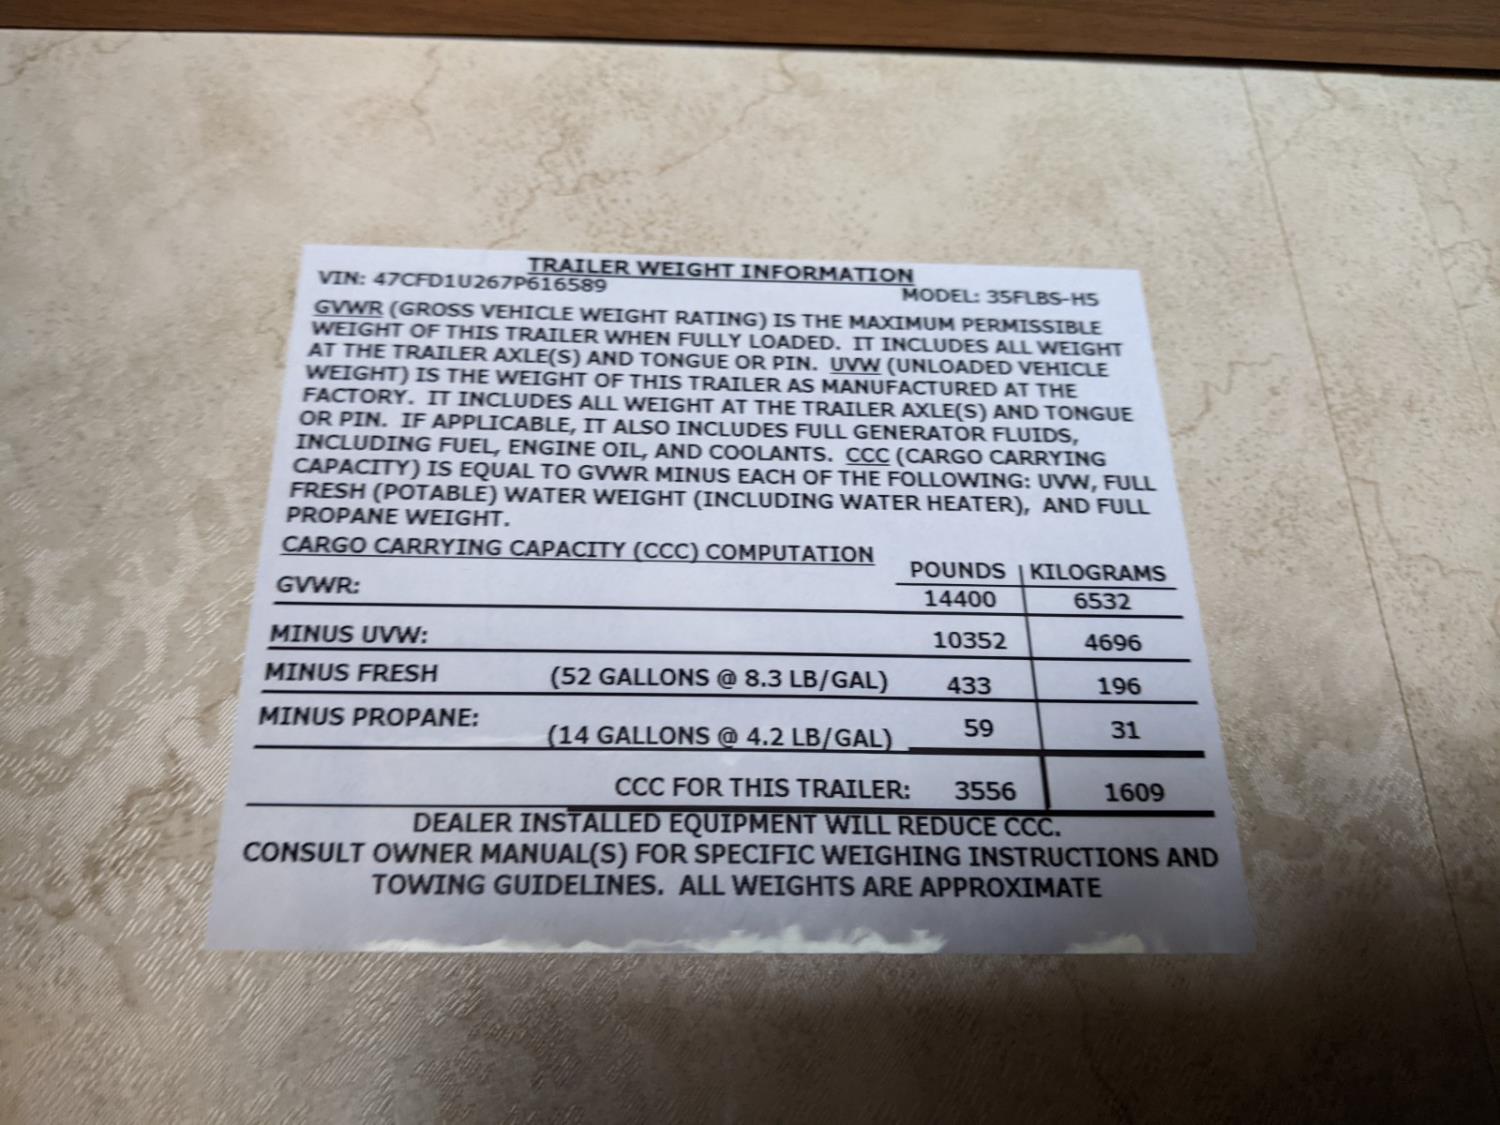 TRAILER WEIGHT INFORMATION
VIN: 47CFD1U267P616589 MODEL: 35FLBS-H5
GVWR (GROSS VEHICLE WEIGHT RATING) IS THE MAXIMUM PERMISSIBLE
WEIGHT OF THIS TRAILER WHEN FULLY LOADED. IT INCLUDES ALL WEIGHT
AT THE TRAILER AXLE(S) AND TONGUE OR PIN. UVW (UNLOADED VEHICLE
WEIGHT) IS THE WEIGHT OF THIS TRAILER AS MANUFACTURED AT THE
FACTORY. IT INCLUDES ALL WEIGHT AT THE TRAILER AXLE(S) AND TONGUE
OR PIN. IF APPLICABLE, IT ALSO INCLUDES FULL GENERATOR FLUIDS,
INCLUDING FUEL, ENGINE OIL, AND COOLANTS. CCC (CARGO CARRYING
CAPACITY) IS EQUAL TO GVWR MINUS EACH OF THE FOLLOWING: UVW, FULL
FRESH (POTABLE) WATER WEIGHT (INCLUDING WATER HEATER), AND FULL
PROPANE WEIGHT.
CARGO CARRYING CAPACITY (CCC) COMPUTATION
POUNDS KILOGRAMS
GVWR: 14400 6532
MINUS UVW: 10352 4696
MINUS FRESH (52 GALLONS @ 8.3 LB/GAL) 433 196
MINUS PROPANE: (14 GALLONS @ 4.2 LB/GAL) 59 31
CCC FOR THIS TRAILER: 3556 1609
DEALER INSTALLED EQUIPMENT WILL REDUCE CCC.
CONSULT OWNER MANUAL(S) FOR SPECIFIC WEIGHING INSTRUCTIONS AND
TOWING GUIDELINES. ALL WEIGHTS ARE APPROXIMATE